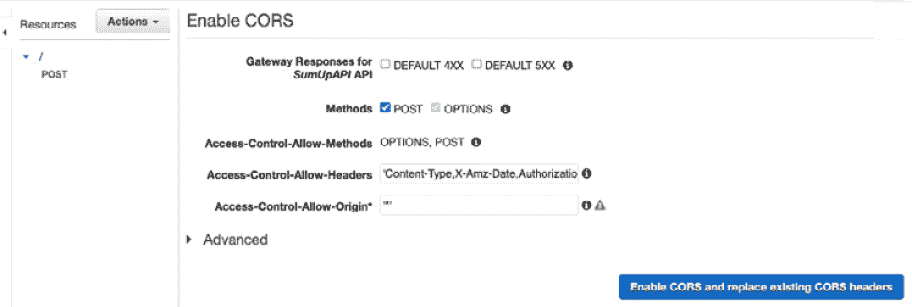 Resources
Actions
/
POST
Enable CORS
Gateway Responses for SumUpAPI API
DEFAULT 4XX DEFAULT 5XX
Methods
POST OPTIONS
Access-Control-Allow-Methods OPTIONS, POST
Access-Control-Allow-Headers 'Content-Type,X-Amz-Date,Authorizatio
Access-Control-Allow-Origin* '*'
Advanced
Enable CORS and replace existing CORS headers